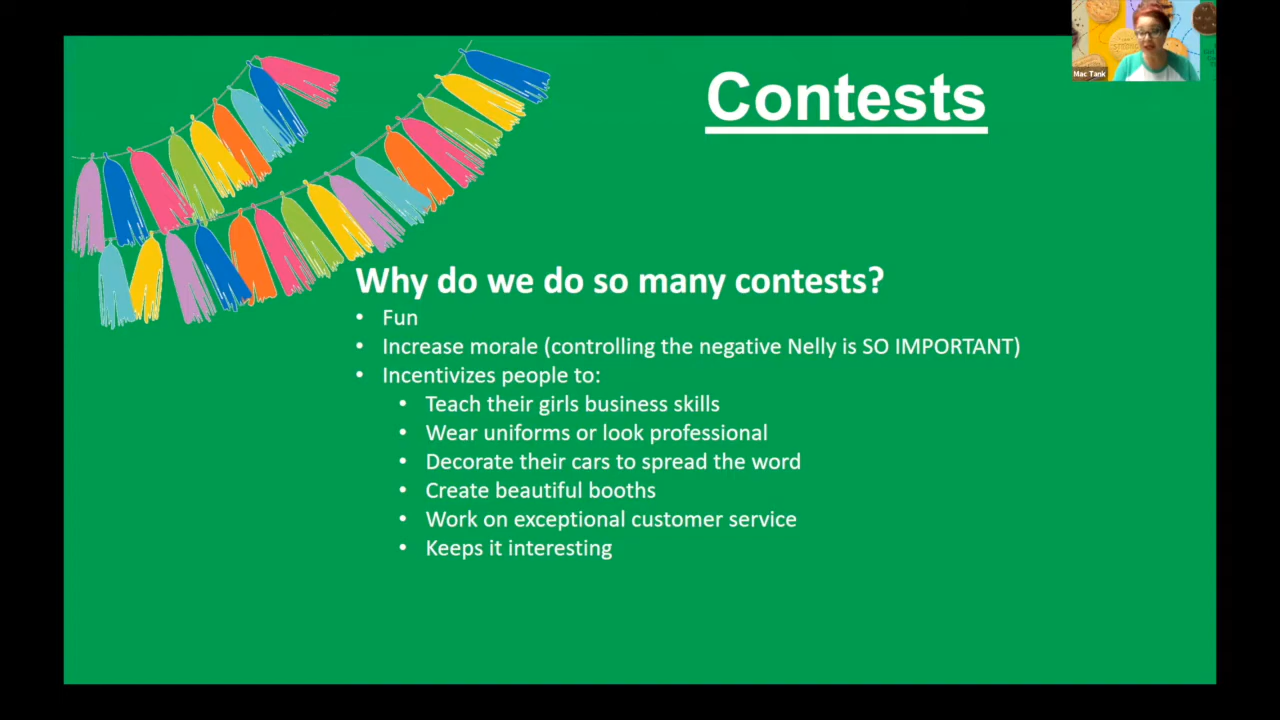 Mac Tank
Contests
Why do we do so many contests?
• Fun
• Increase morale (controlling the negative Nelly is SO IMPORTANT)
• Incentivizes people to:
• Teach their girls business skills
• Wear uniforms or look professional
• Decorate their cars to spread the word
• Create beautiful booths
• Work on exceptional customer service
• Keeps it interesting